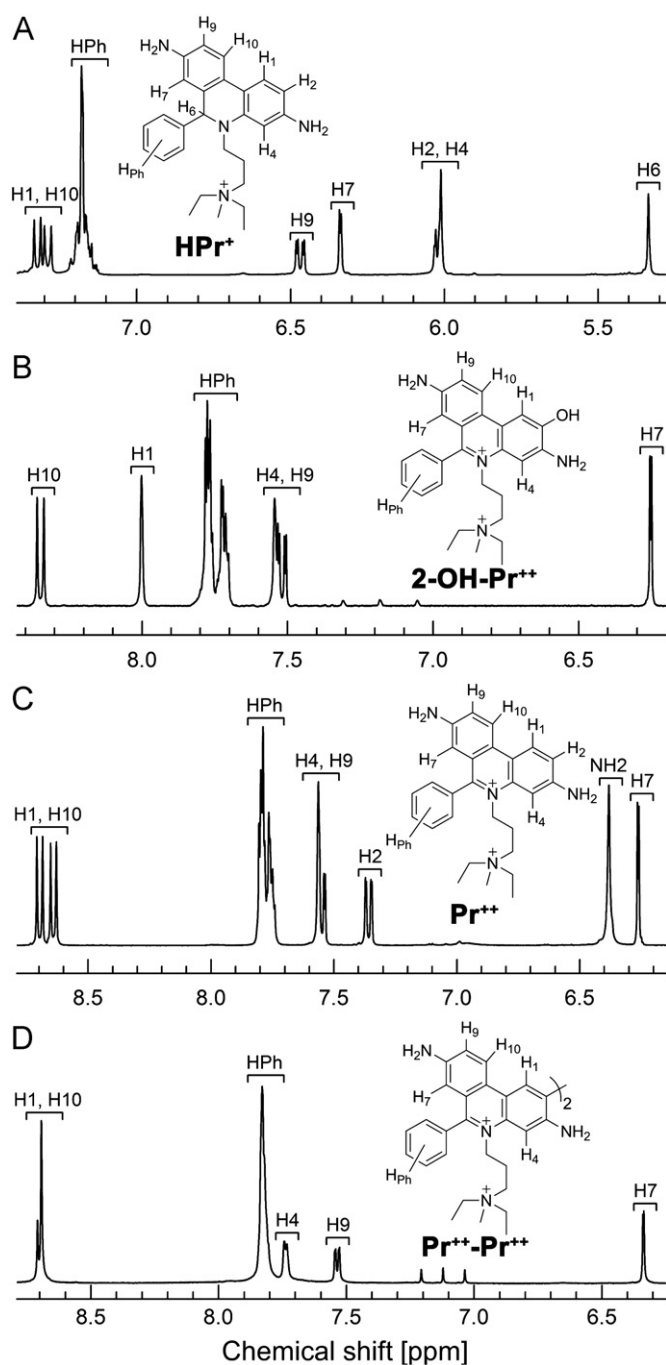 A
H1, H10
HPh
H9
H2N
H10
H1
H2
H7
H6
N
NH2
H4
HPh
N+
HPr+
H9
H7
H2, H4
H6
7.0
6.5
6.0
5.5
B
H10
H1
HPh
H4, H9
H9
H2N
H10
H1
OH
H7
N+
NH2
H4
HPh
N+
2-OH-Pr++
H7
8.0
7.5
7.0
6.5
C
H1, H10
HPh
H4, H9
H2
H9
H2N
H10
H1
H2
H7
N+
NH2
H4
HPh
N+
Pr++
NH2
H7
8.5
8.0
7.5
7.0
6.5
D
H1, H10
HPh
H4
H9
H9
H2N
H10
H1
)2
H7
N+
NH2
H4
HPh
N+
Pr++-Pr++
H7
8.5
8.0
7.5
7.0
6.5
Chemical shift [ppm]